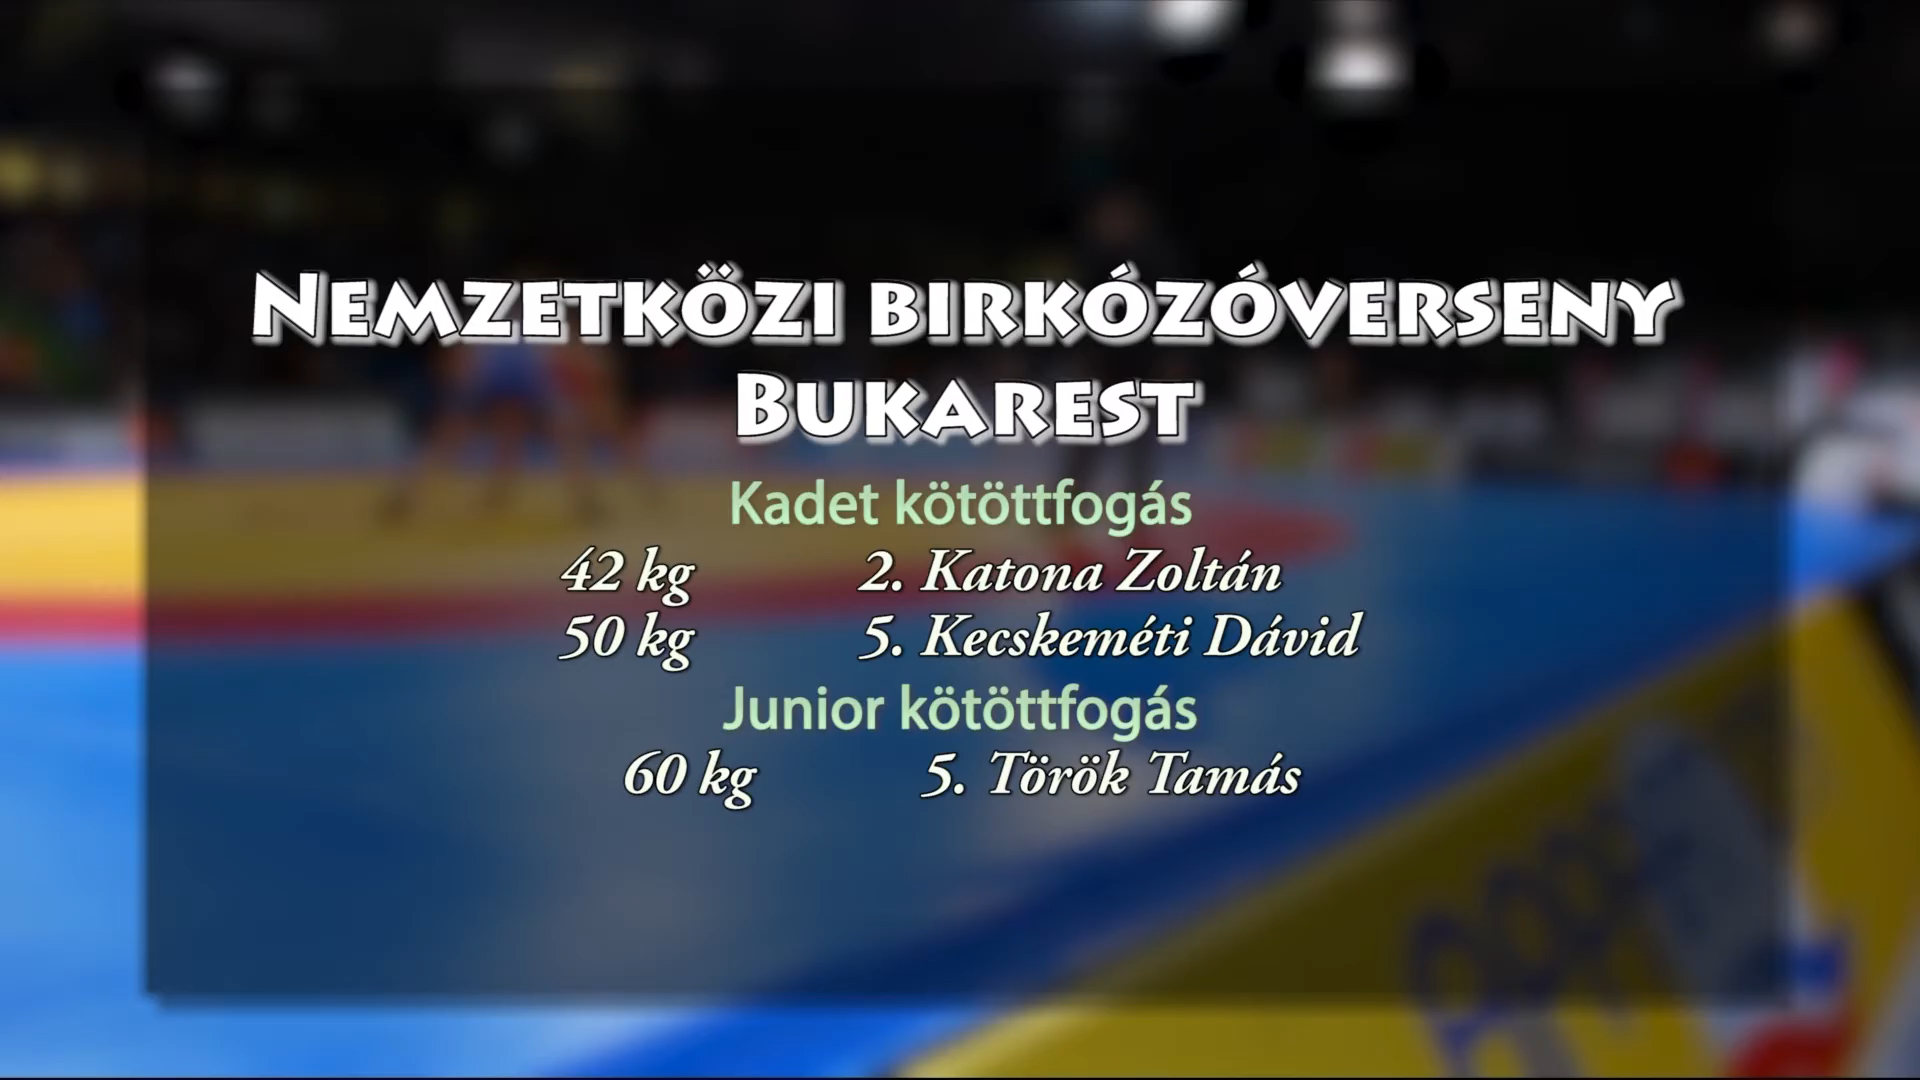 Nemzetközi birkózóverseny
Bukarest
Kadet kötöttfogás
42 kg 2. Katona Zoltán
50 kg 5. Kecskeméti Dávid
Junior kötöttfogás
60 kg 5. Török Tamás